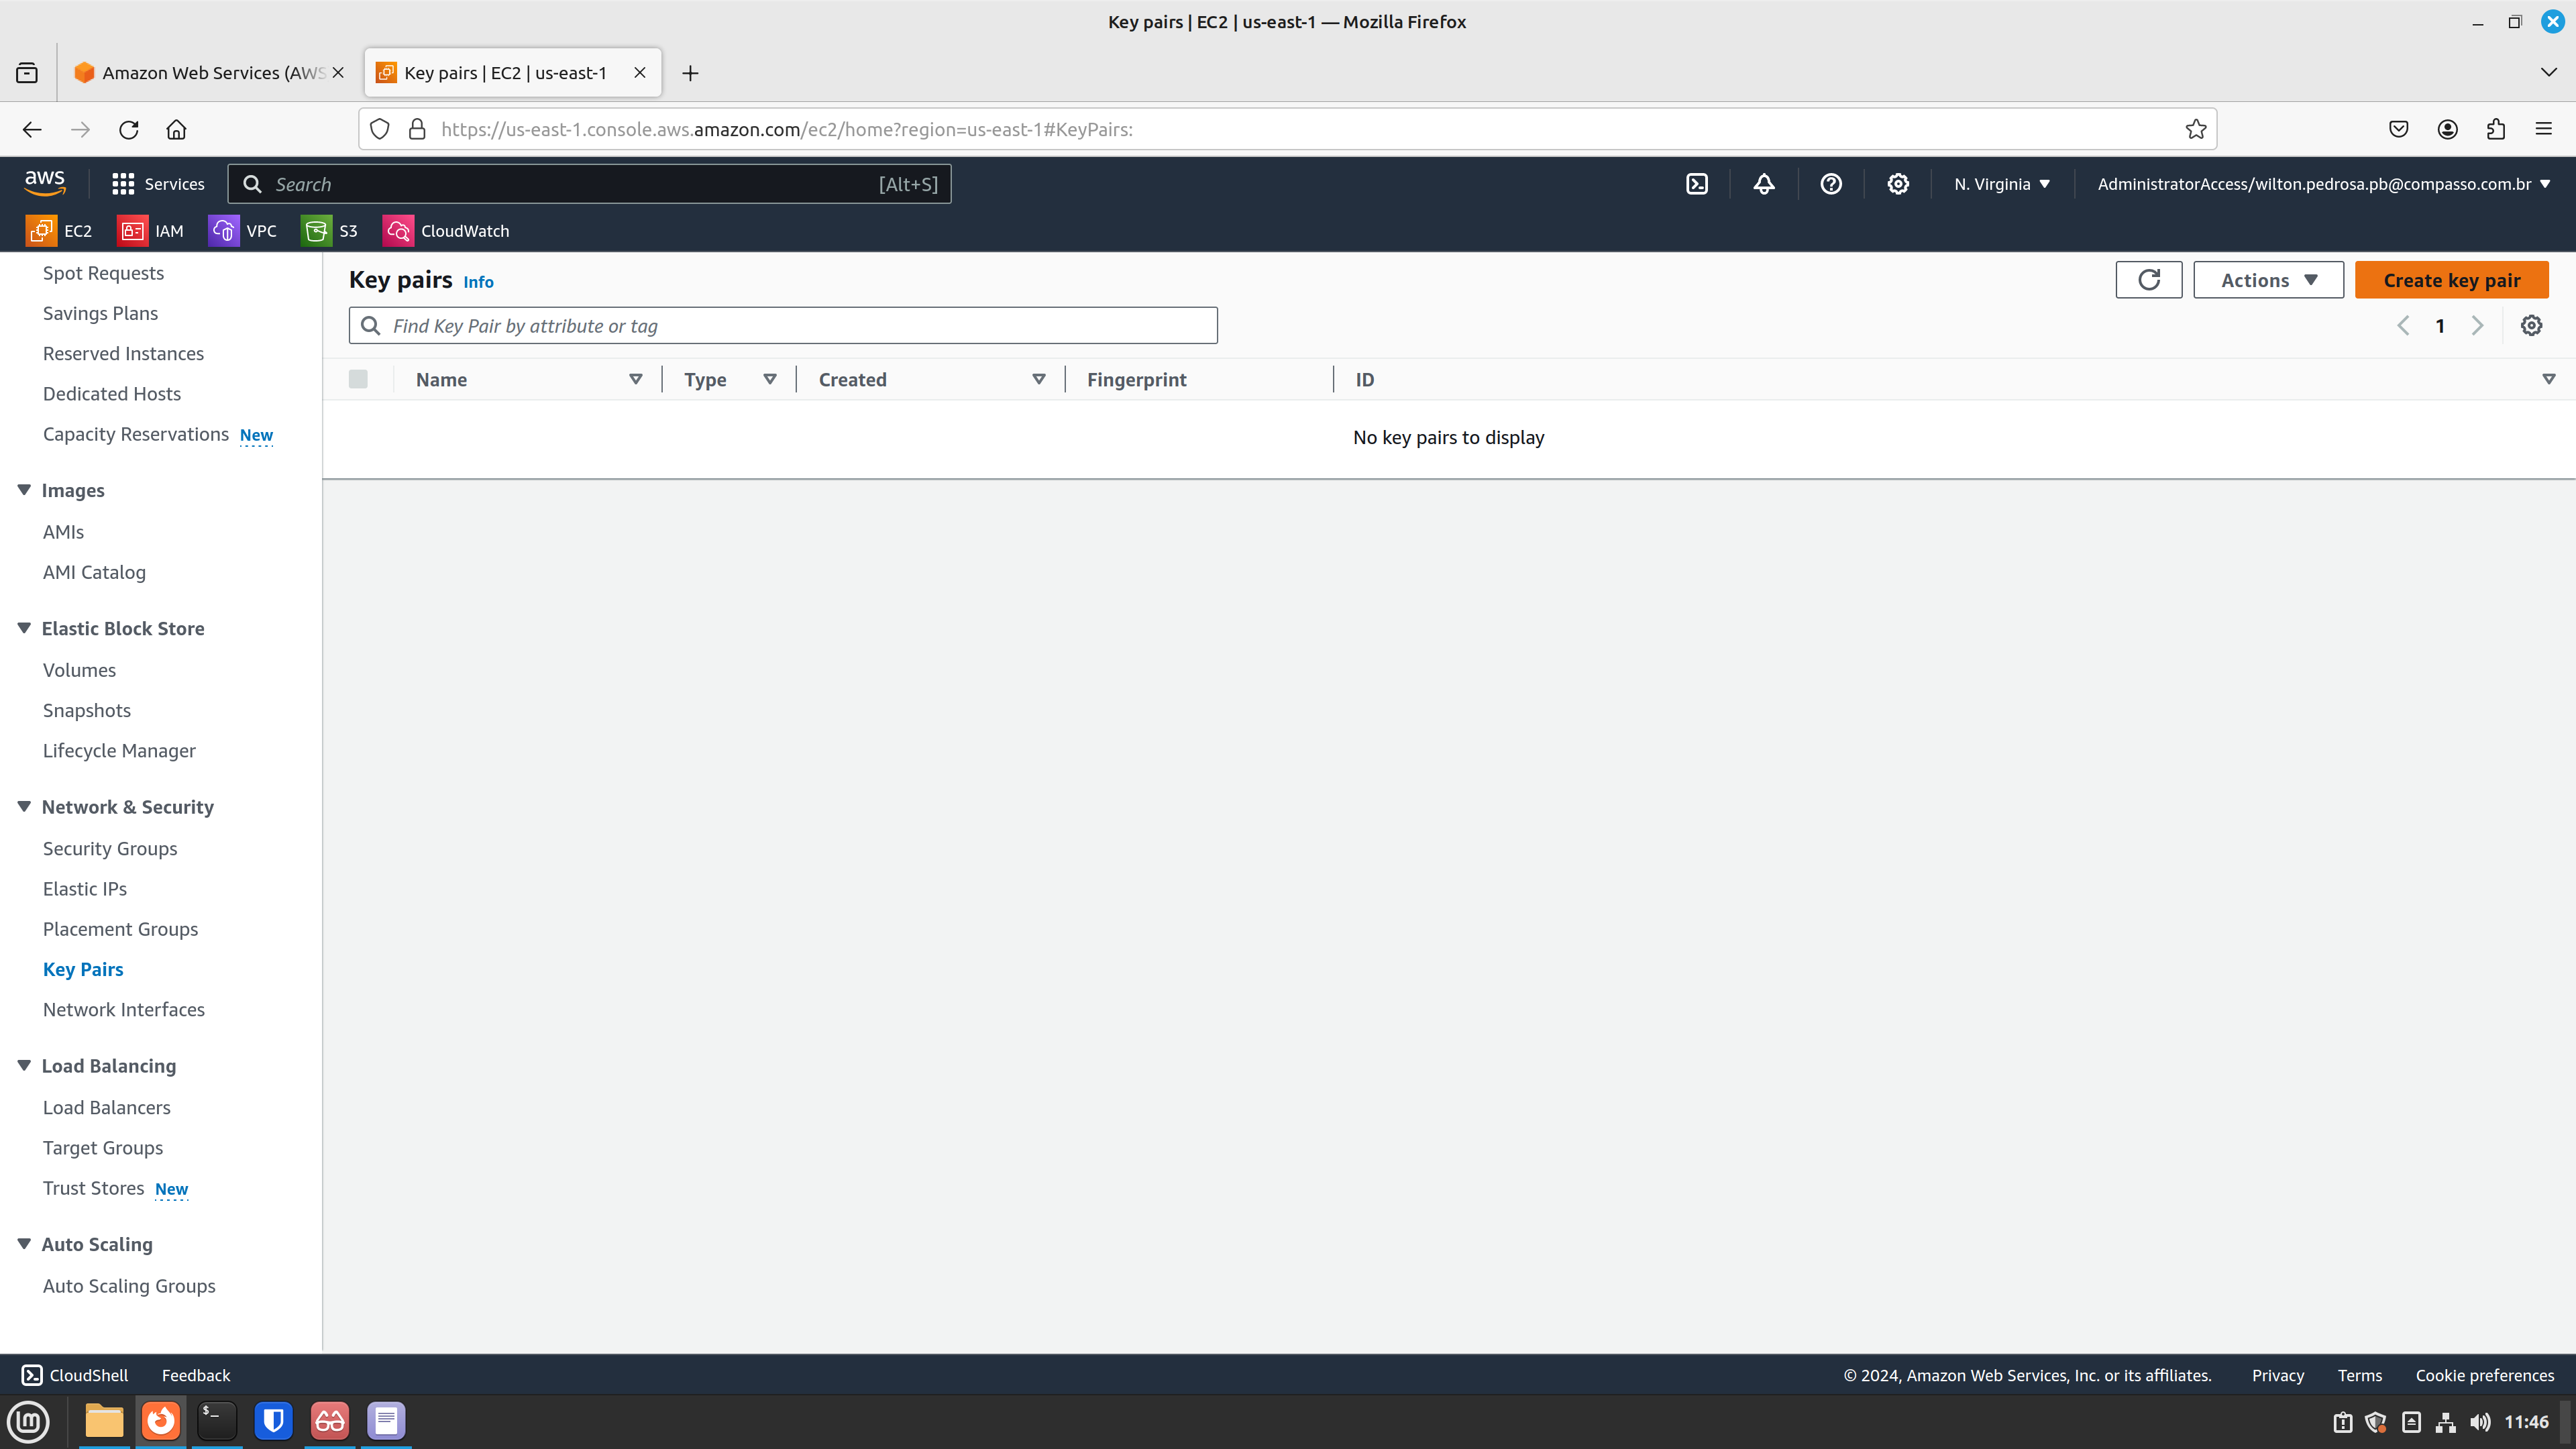 Key pairs | EC2 | us-east-1 — Mozilla Firefox
Amazon Web Services (AWS
Key pairs | EC2 | us-east-1
https://us-east-1.console.aws.amazon.com/ec2/home?region=us-east-1#KeyPairs:
aws
Services
Search
[Alt+S]
N. Virginia
AdministratorAccess/wilton.pedrosa.pb@compasso.com.br
EC2
IAM
VPC
S3
CloudWatch
Spot Requests
Savings Plans
Reserved Instances
Dedicated Hosts
Capacity Reservations New
Images
AMIs
AMI Catalog
Elastic Block Store
Volumes
Snapshots
Lifecycle Manager
Network & Security
Security Groups
Elastic IPs
Placement Groups
Key Pairs
Network Interfaces
Load Balancing
Load Balancers
Target Groups
Trust Stores New
Auto Scaling
Auto Scaling Groups
Key pairs Info
Actions
Create key pair
Find Key Pair by attribute or tag
1
Name
Type
Created
Fingerprint
ID
No key pairs to display
CloudShell
Feedback
© 2024, Amazon Web Services, Inc. or its affiliates.
Privacy
Terms
Cookie preferences
$_
11:46